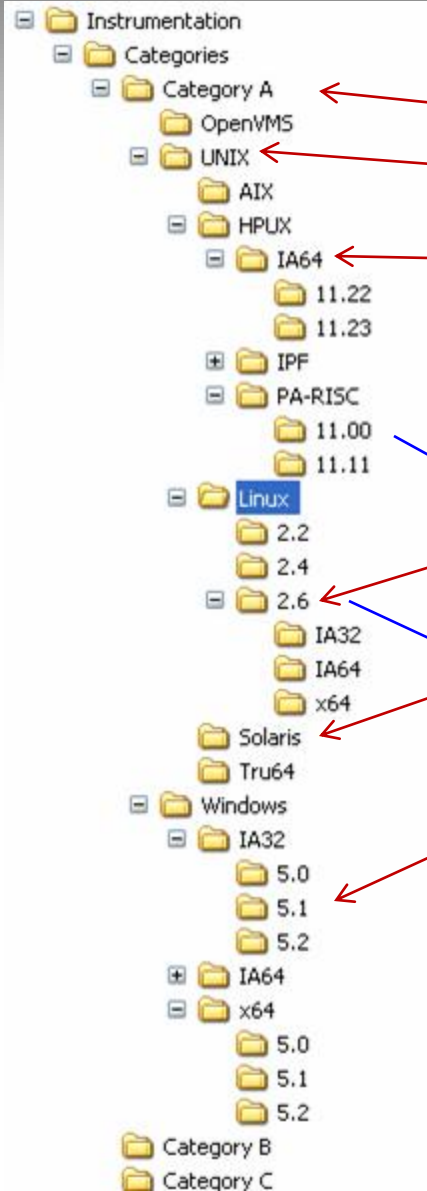 Instrumentation
Categories
Category A
OpenVMS
UNIX
AIX
HPUX
IA64
11.22
11.23
IPF
PA-RISC
11.00
11.11
Linux
2.2
2.4
2.6
IA32
IA64
x64
Solaris
Tru64
Windows
IA32
5.0
5.1
5.2
IA64
x64
5.0
5.1
5.2
Category B
Category C